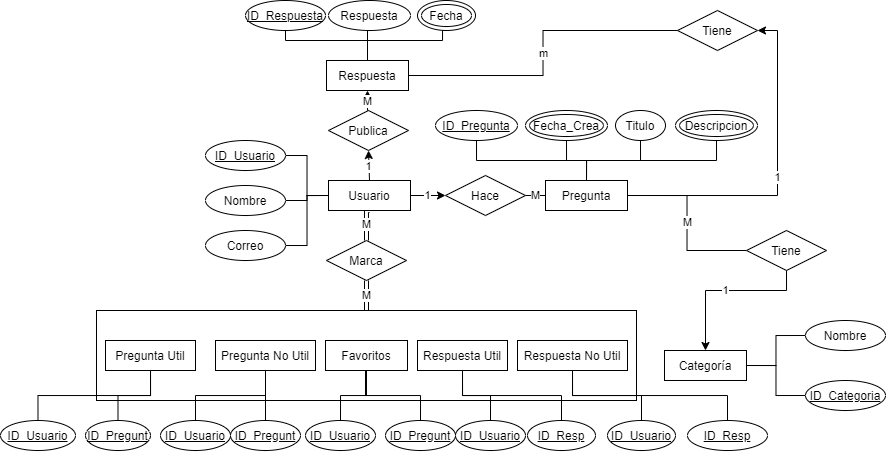 ID_Respuesta
Respuesta
Fecha
Tiene
m
Respuesta
M
Publica
1
ID_Pregunta
Fecha_Crea
Titulo
Descripcion
ID_Usuario
Nombre
Correo
Usuario
1
Hace
M
Pregunta
1
M
M
Marca
M
Tiene
1
Pregunta Util
Pregunta No Util
Favoritos
Respuesta Util
Respuesta No Util
Categoría
Nombre
ID_Categoria
ID_Usuario
ID_Pregunt
ID_Usuario
ID_Pregunt
ID_Usuario
ID_Pregunt
ID_Usuario
ID_Resp
ID_Usuario
ID_Resp